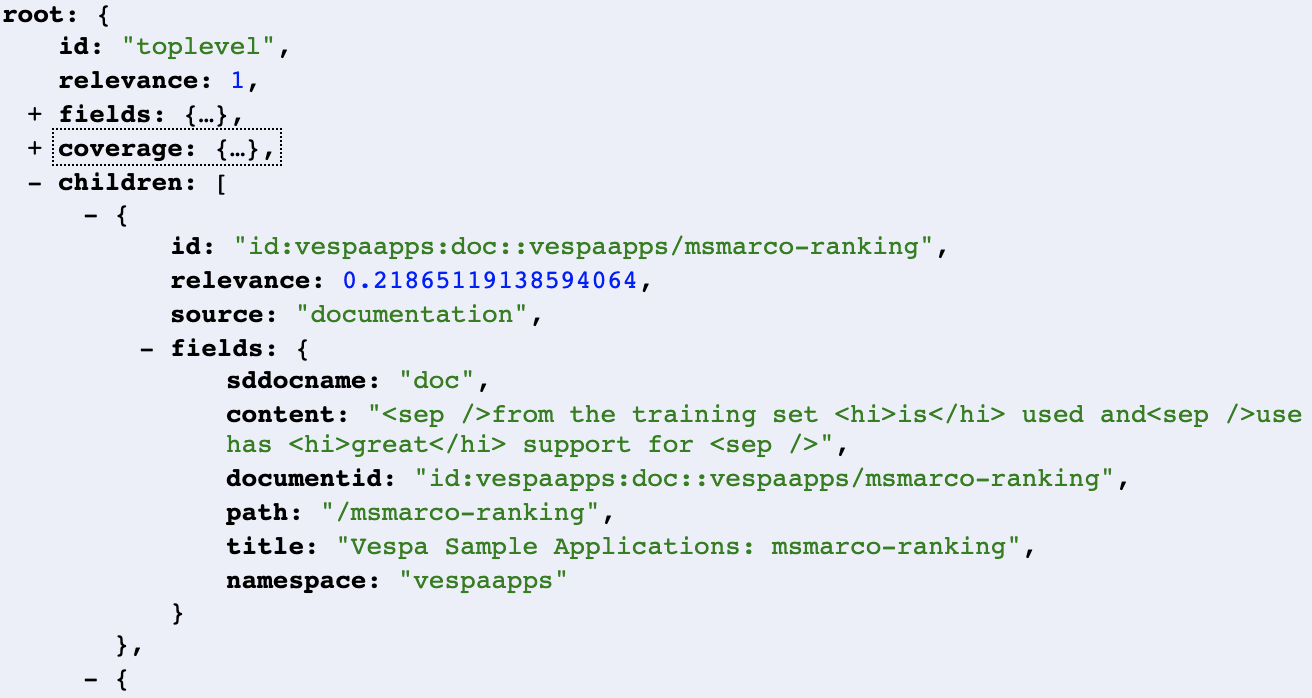 root: {
id: "toplevel",
relevance: 1,
+ fields: {…},
+ coverage: {…},
- children: [
- {
id: "id:vespaapps:doc::vespaapps/msmarco-ranking",
relevance: 0.21865119138594064,
source: "documentation",
- fields: {
sddocname: "doc",
content: "<sep />from the training set <hi>is</hi> used and<sep />use
has <hi>great</hi> support for <sep />",
documentid: "id:vespaapps:doc::vespaapps/msmarco-ranking",
path: "/msmarco-ranking",
title: "Vespa Sample Applications: msmarco-ranking",
namespace: "vespaapps"
}
},
- {